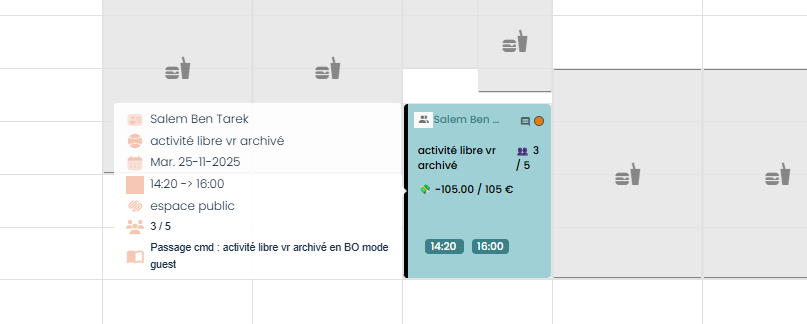 Salem Ben Tarek
activité libre vr archivé
Mar. 25-11-2025
14:20 -> 16:00
espace public
3 / 5
Passage cmd : activité libre vr archivé en BO mode
guest
Salem Ben ...
activité libre vr
archivé
3
/ 5
-105.00 / 105 €
14:20 16:00